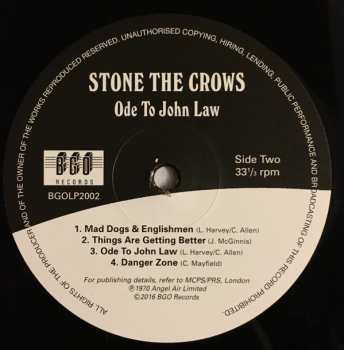 ALL RIGHTS OF THE PRODUCER AND OF THE OWNER OF THE WORKS REPRODUCED RESERVED. UNAUTHORISED COPYING, HIRING, LENDING, PUBLIC PERFORMANCE AND BROADCASTING OF THIS RECORD PROHIBITED.
STONE THE CROWS
Ode To John Law
BGO
RECORDS
BGOLP2002
Side Two
33⅓ rpm
1. Mad Dogs & Englishmen (L. Harvey/C. Allen)
2. Things Are Getting Better (J. McGinnis)
3. Ode To John Law (L. Harvey/C. Allen)
4. Danger Zone (C. Mayfield)
For publishing details, refer to MCPS/PRS, London
℗1970 Angel Air Limited
©2016 BGO Records